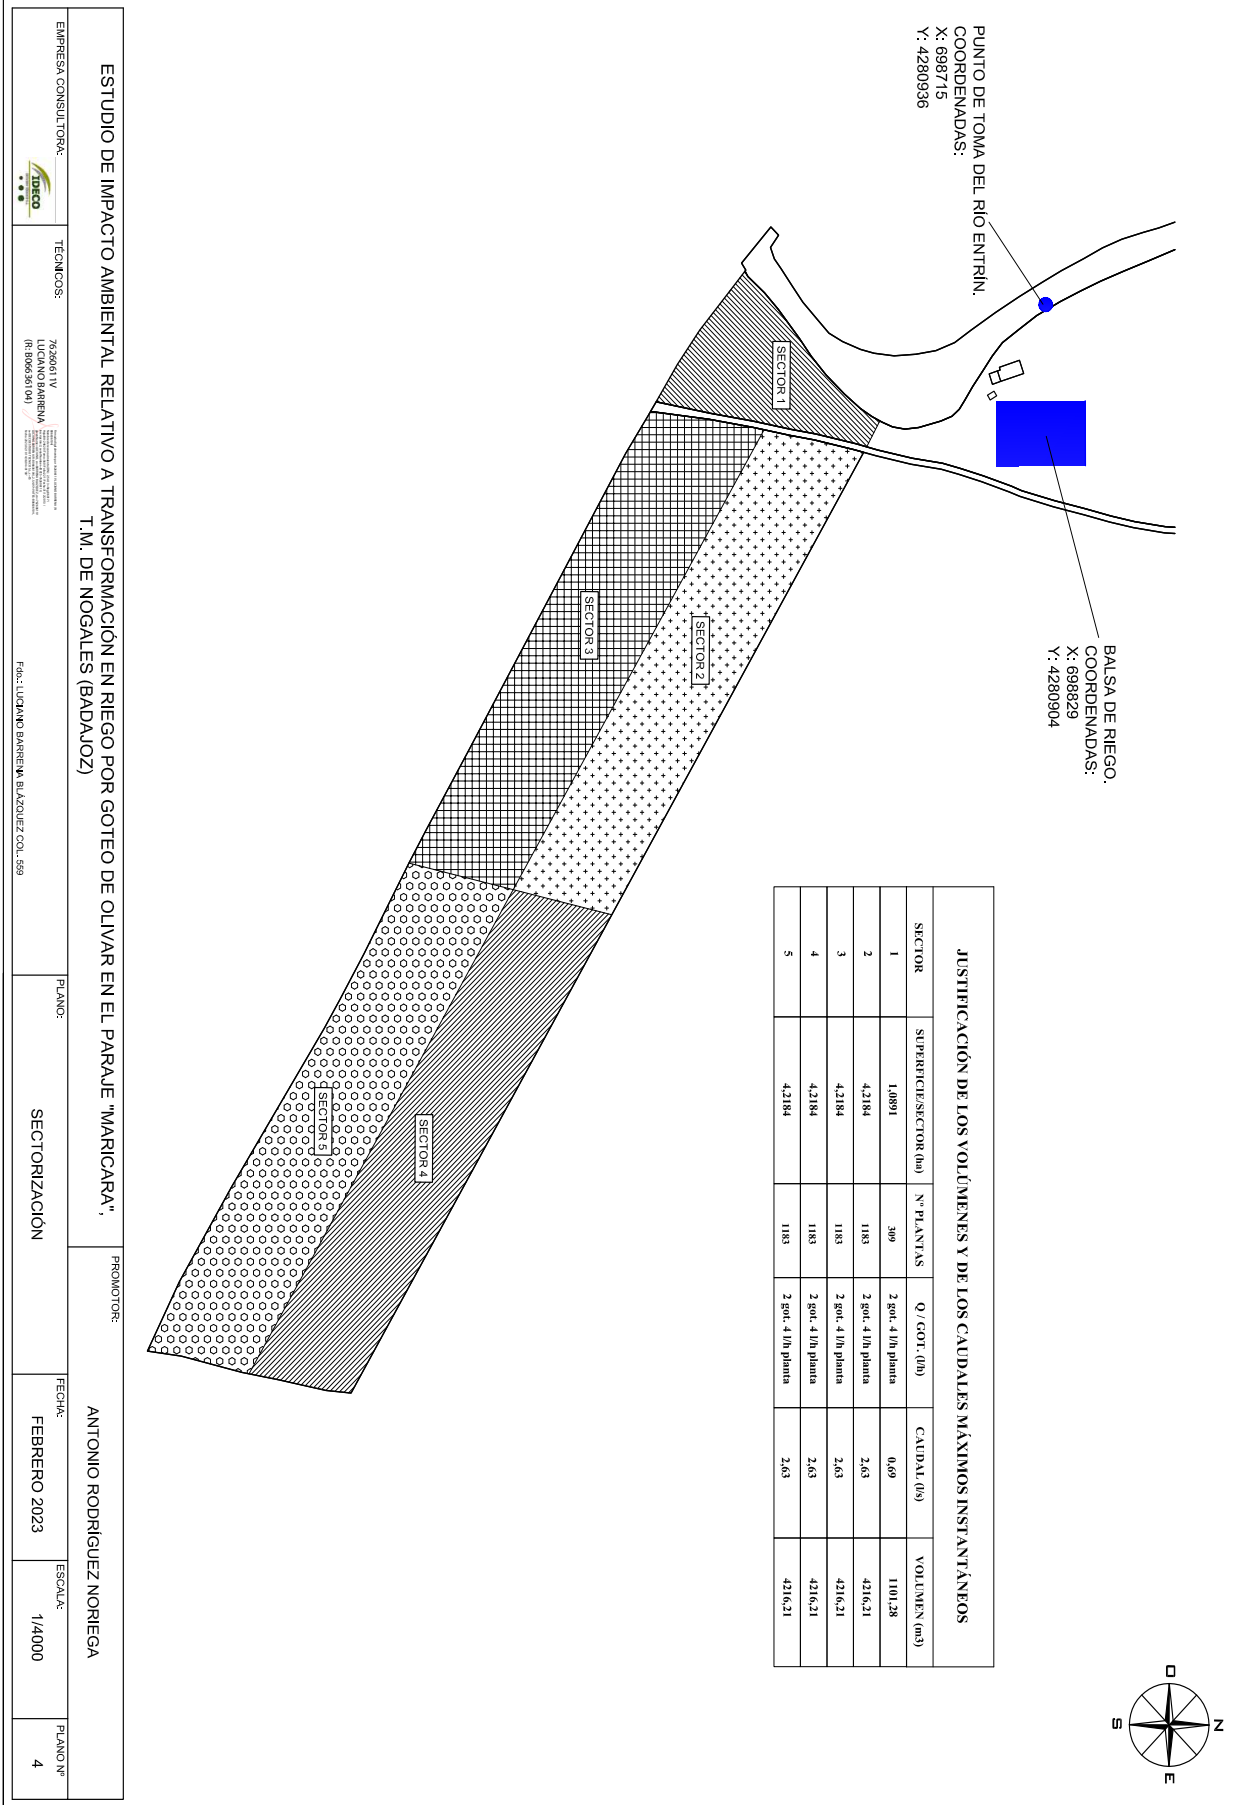 PUNTO DE TOMA DEL RÍO ENTRÍN.
COORDENADAS:
X: 698715
Y: 4280936
BALSA DE RIEGO.
COORDENADAS:
X: 698829
Y: 4280904
SECTOR 1
SECTOR 2
SECTOR 3
SECTOR 4
SECTOR 5
JUSTIFICACIÓN DE LOS VOLÚMENES Y DE LOS CAUDALES MÁXIMOS INSTANTÁNEOS
SECTOR SUPERFICIE/SECTOR (ha) Nº PLANTAS Q / GOT. (l/h) CAUDAL (l/s) VOLUMEN (m3)
1 1,0891 309 2 got. 4 l/h planta 0,69 1101,28
2 4,2184 1183 2 got. 4 l/h planta 2,63 4216,21
3 4,2184 1183 2 got. 4 l/h planta 2,63 4216,21
4 4,2184 1183 2 got. 4 l/h planta 2,63 4216,21
5 4,2184 1183 2 got. 4 l/h planta 2,63 4216,21
N
O
E
S
ESTUDIO DE IMPACTO AMBIENTAL RELATIVO A TRANSFORMACIÓN EN RIEGO POR GOTEO DE OLIVAR EN EL PARAJE "MARICARA",
T.M. DE NOGALES (BADAJOZ)
PROMOTOR:
ANTONIO RODRÍGUEZ NORIEGA
EMPRESA CONSULTORA:
IDECO
TÉCNICOS:
76260611V
LUCIANO BARRENA
(R: B06636104)
Fdo.: LUCIANO BARRENA BLÁZQUEZ COL. 559
PLANO:
SECTORIZACIÓN
FECHA:
FEBRERO 2023
ESCALA:
1/4000
PLANO Nº
4